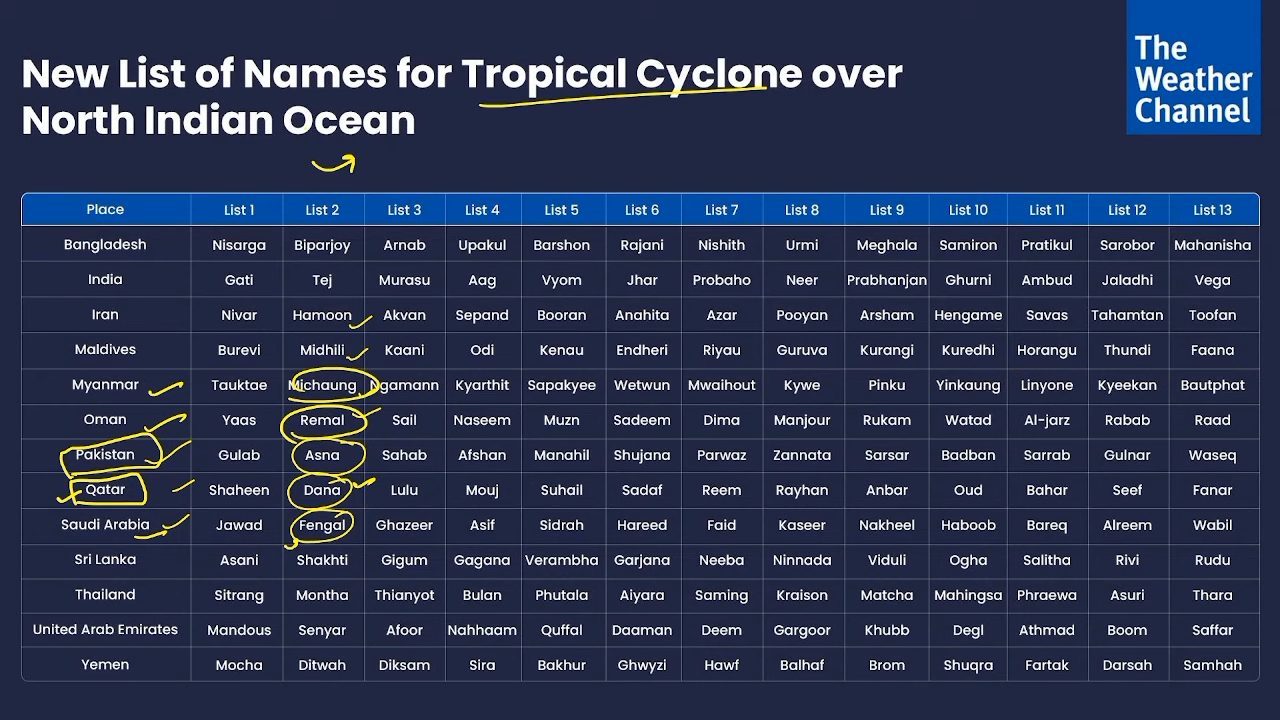 The
Weather
Channel
New List of Names for Tropical Cyclone over
North Indian Ocean
Place List 1 List 2 List 3 List 4 List 5 List 6 List 7 List 8 List 9 List 10 List 11 List 12 List 13
Bangladesh Nisarga Biparjoy Arnab Upakul Barshon Rajani Nishith Urmi Meghala Samiron Pratikul Sarobor Mahanisha
India Gati Tej Murasu Aag Vyom Jhar Probaho Neer Prabhanjan Ghurni Ambud Jaladhi Vega
Iran Nivar Hamoon Akvan Sepand Booran Anahita Azar Pooyan Arsham Hengame Savas Tahamtan Toofan
Maldives Burevi Midhili Kaani Odi Kenau Endheri Riyau Guruva Kurangi Kuredhi Horangu Thundi Faana
Myanmar Tauktae Michaung Ngamann Kyarthit Sapakyee Wetwun Mwaihout Kywe Pinku Yinkaung Linyone Kyeekan Bautphat
Oman Yaas Remal Sail Naseem Muzn Sadeem Dima Manjour Rukam Watad Al-jarz Rabab Raad
Pakistan Gulab Asna Sahab Afshan Manahil Shujana Parwaz Zannata Sarsar Badban Sarrab Gulnar Waseq
Qatar Shaheen Dana Lulu Mouj Suhail Sadaf Reem Rayhan Anbar Oud Bahar Seef Fanar
Saudi Arabia Jawad Fengal Ghazeer Asif Sidrah Hareed Faid Kaseer Nakheel Haboob Bareq Alreem Wabil
Sri Lanka Asani Shakhti Gigum Gagana Verambha Garjana Neeba Ninnada Viduli Ogha Salitha Rivi Rudu
Thailand Sitrang Montha Thianyot Bulan Phutala Aiyara Saming Kraison Matcha Mahingsa Phraewa Asuri Thara
United Arab Emirates Mandous Senyar Afoor Nahhaam Quffal Daaman Deem Gargoor Khubb Degl Athmad Boom Saffar
Yemen Mocha Ditwah Diksam Sira Bakhur Ghwyzi Hawf Balhaf Brom Shuqra Fartak Darsah Samhah